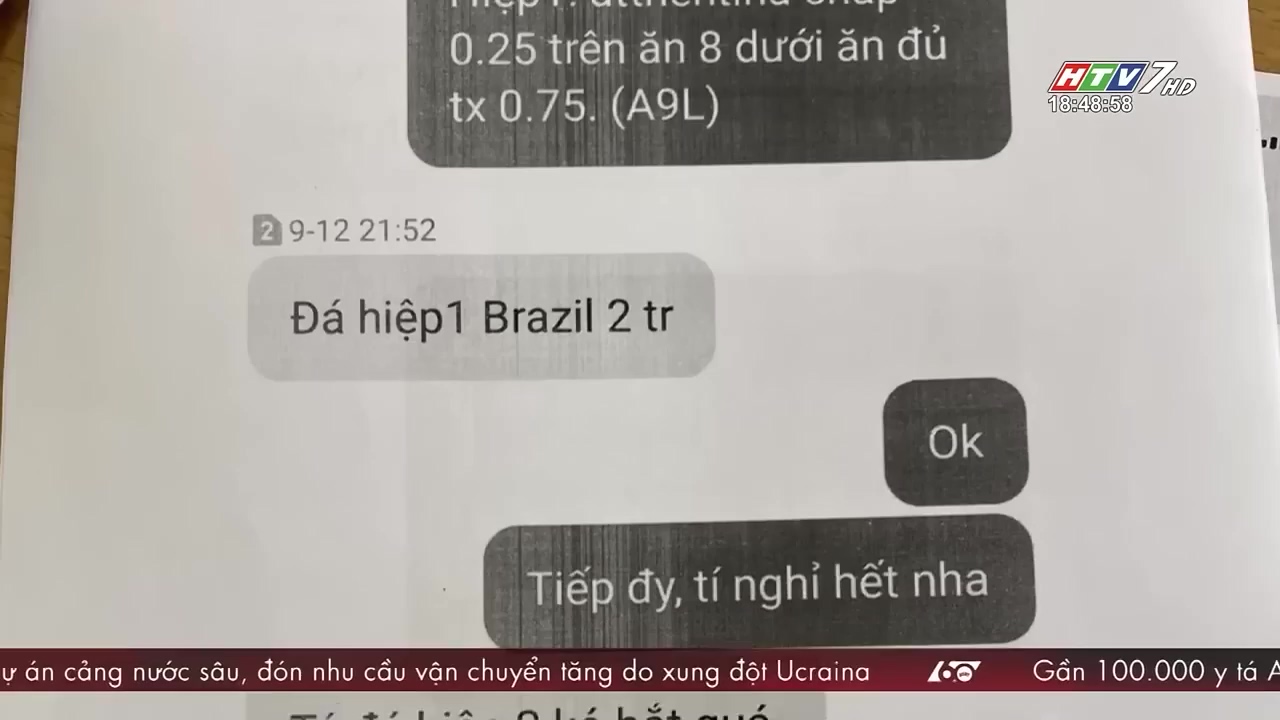 0.25 trên ăn 8 dưới ăn đủ
tx 0.75. (A9L)
HTV7 HD
18:48:58
2 9-12 21:52
Đá hiệp1 Brazil 2 tr
Ok
Tiếp đy, tí nghỉ hết nha
ự án cảng nước sâu, đón nhu cầu vận chuyển tăng do xung đột Ucraina 60 Gần 100.000 y tá A